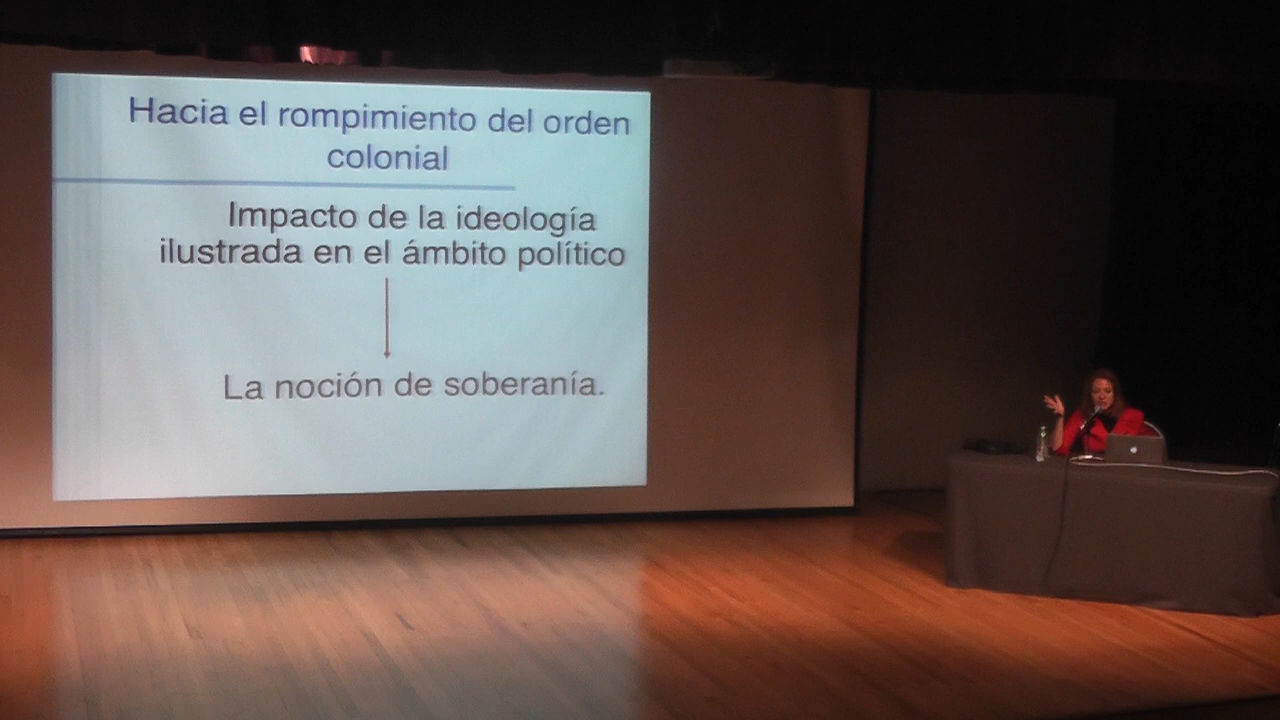 Hacia el rompimiento del orden
colonial
Impacto de la ideología
ilustrada en el ámbito político
La noción de soberanía.